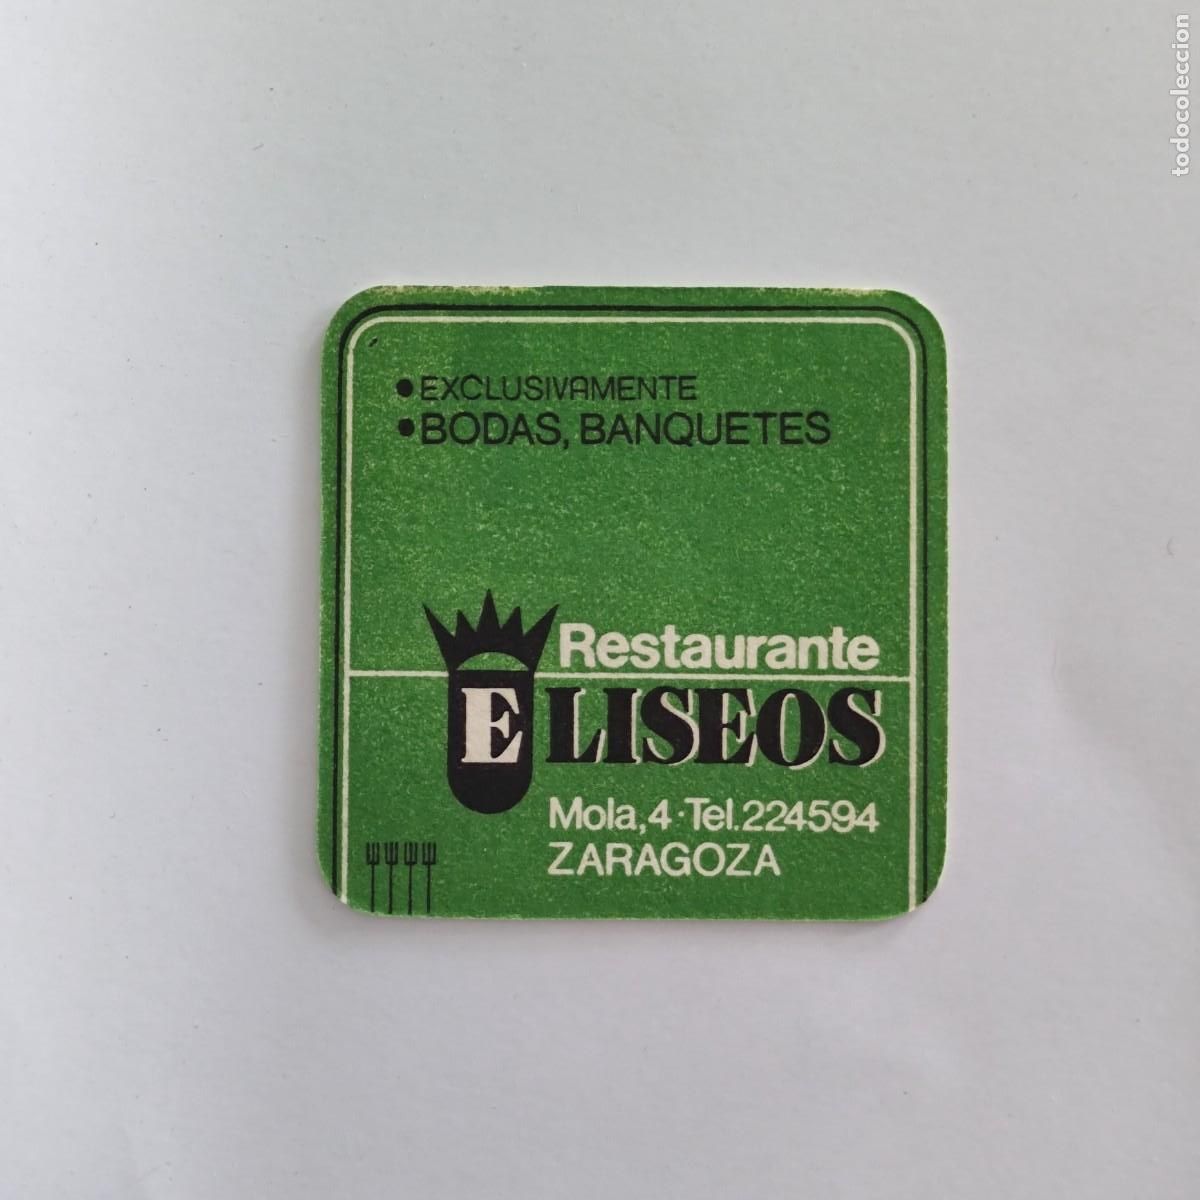 • EXCLUSIVAMENTE
• BODAS, BANQUETES
Restaurante
ELISEOS
Mola, 4 · Tel. 224594
ZARAGOZA
todocoleccion